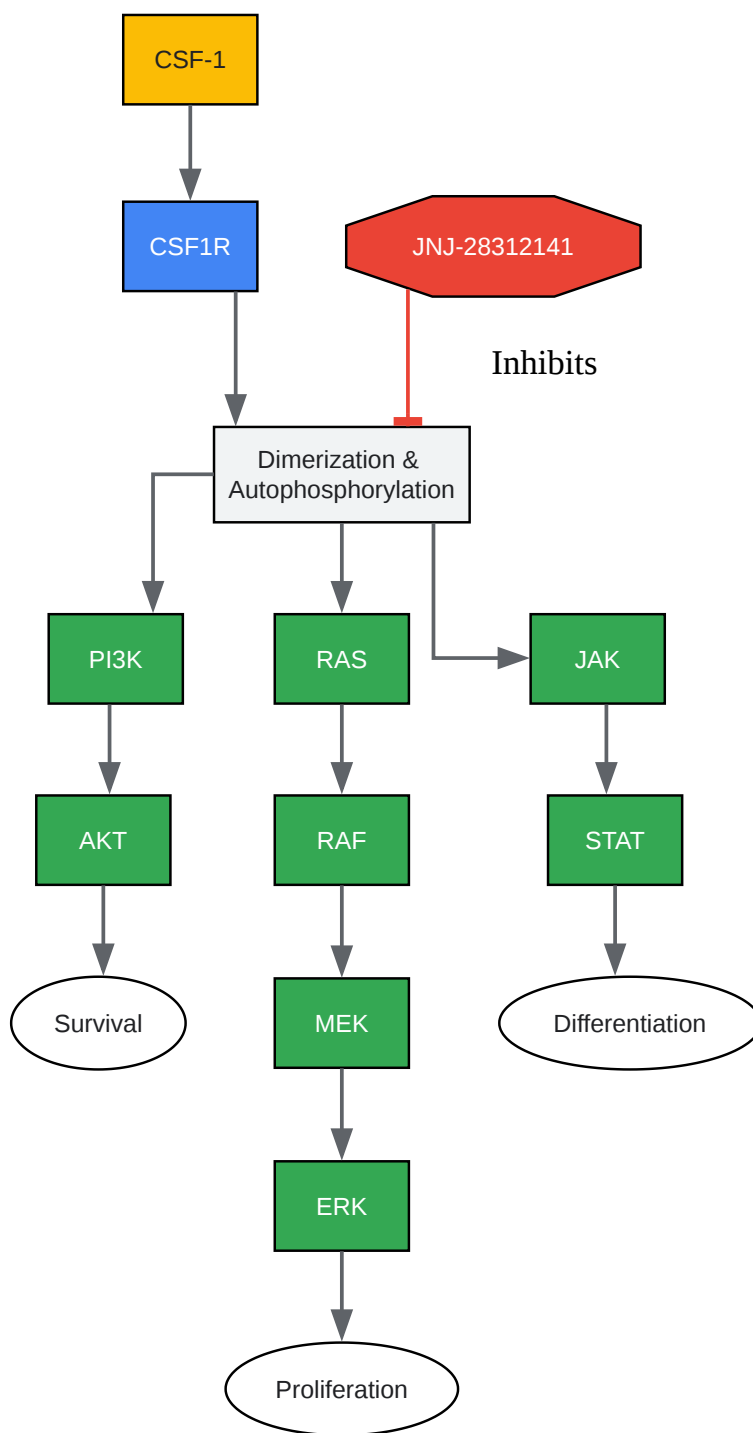 CSF-1
CSF1R
JNJ-28312141
Inhibits
Dimerization &
Autophosphorylation
PI3K
RAS
JAK
AKT
RAF
STAT
Survival
MEK
Differentiation
ERK
Proliferation